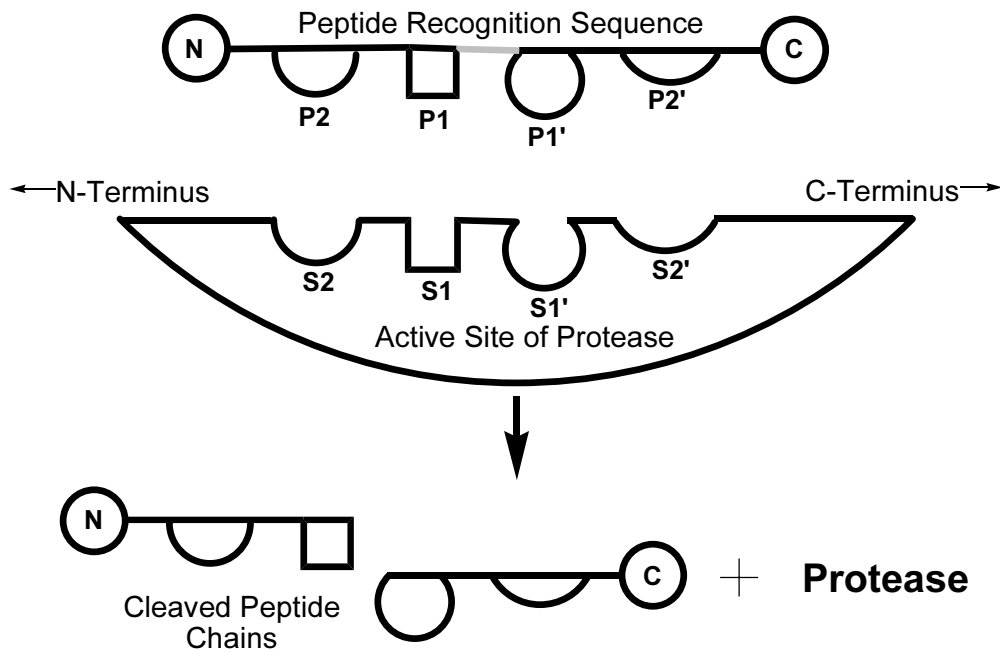 Peptide Recognition Sequence
N
C
P2
P1
P1'
P2'
N-Terminus
C-Terminus
S2
S1
S1'
S2'
Active Site of Protease
N
C
+ Protease
Cleaved Peptide
Chains